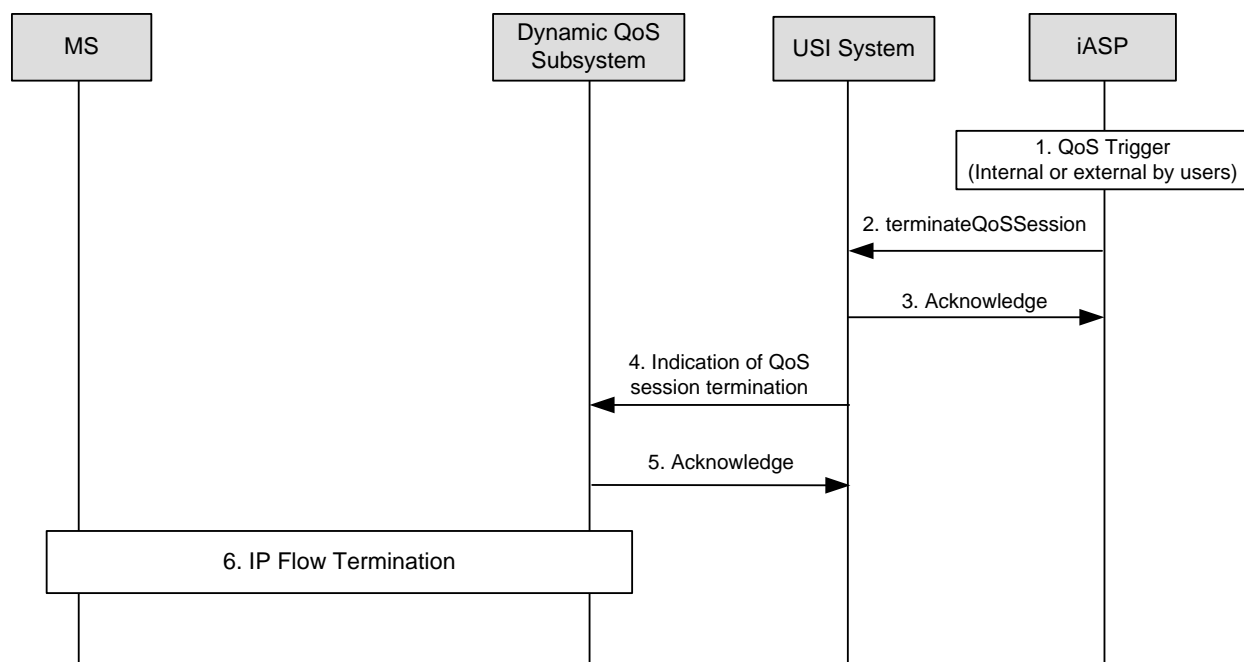 MS
Dynamic QoS
Subsystem
USI System
iASP
1. QoS Trigger
(Internal or external by users)
2. terminateQoSSession
3. Acknowledge
4. Indication of QoS
session termination
5. Acknowledge
6. IP Flow Termination